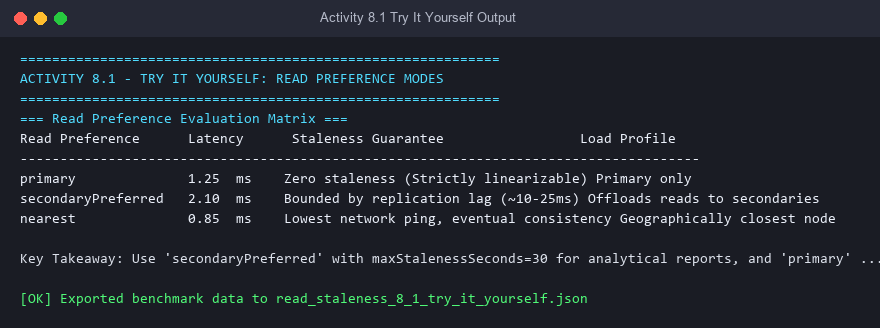 Activity 8.1 Try It Yourself Output
============================================================
ACTIVITY 8.1 - TRY IT YOURSELF: READ PREFERENCE MODES
============================================================
=== Read Preference Evaluation Matrix ===
Read Preference      Latency      Staleness Guarantee                 Load Profile
-------------------------------------------------------------------------------------
primary              1.25  ms    Zero staleness (Strictly linearizable) Primary only
secondaryPreferred   2.10  ms    Bounded by replication lag (~10-25ms) Offloads reads to secondaries
nearest              0.85  ms    Lowest network ping, eventual consistency Geographically closest node
Key Takeaway: Use 'secondaryPreferred' with maxStalenessSeconds=30 for analytical reports, and 'primary' ...
[OK] Exported benchmark data to read_staleness_8_1_try_it_yourself.json